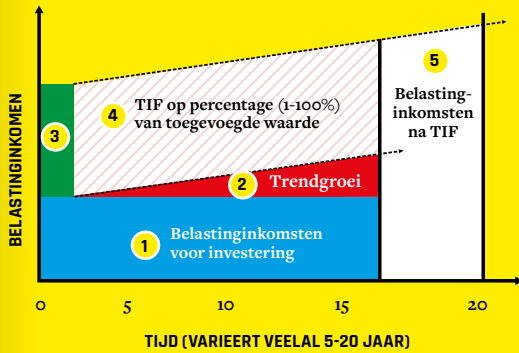 BELASTINGINKOMEN
5
Belasting-
inkomsten
na TIF
4
TIF op percentage (1-100%)
van toegevoegde waarde
3
2
Trendgroei
1
Belastinginkomsten
voor investering
0 5 10 15 20
TIJD (VARIEERT VEELAL 5-20 JAAR)